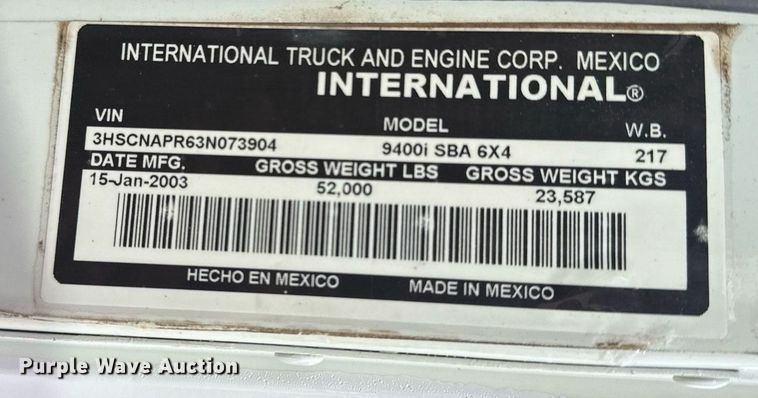 INTERNATIONAL TRUCK AND ENGINE CORP. MEXICO
INTERNATIONAL®
VIN MODEL W.B.
3HSCNAPR63N073904 9400i SBA 6X4 217
DATE MFG. GROSS WEIGHT LBS GROSS WEIGHT KGS
15-Jan-2003 52,000 23,587
HECHO EN MEXICO MADE IN MEXICO
Purple Wave Auction